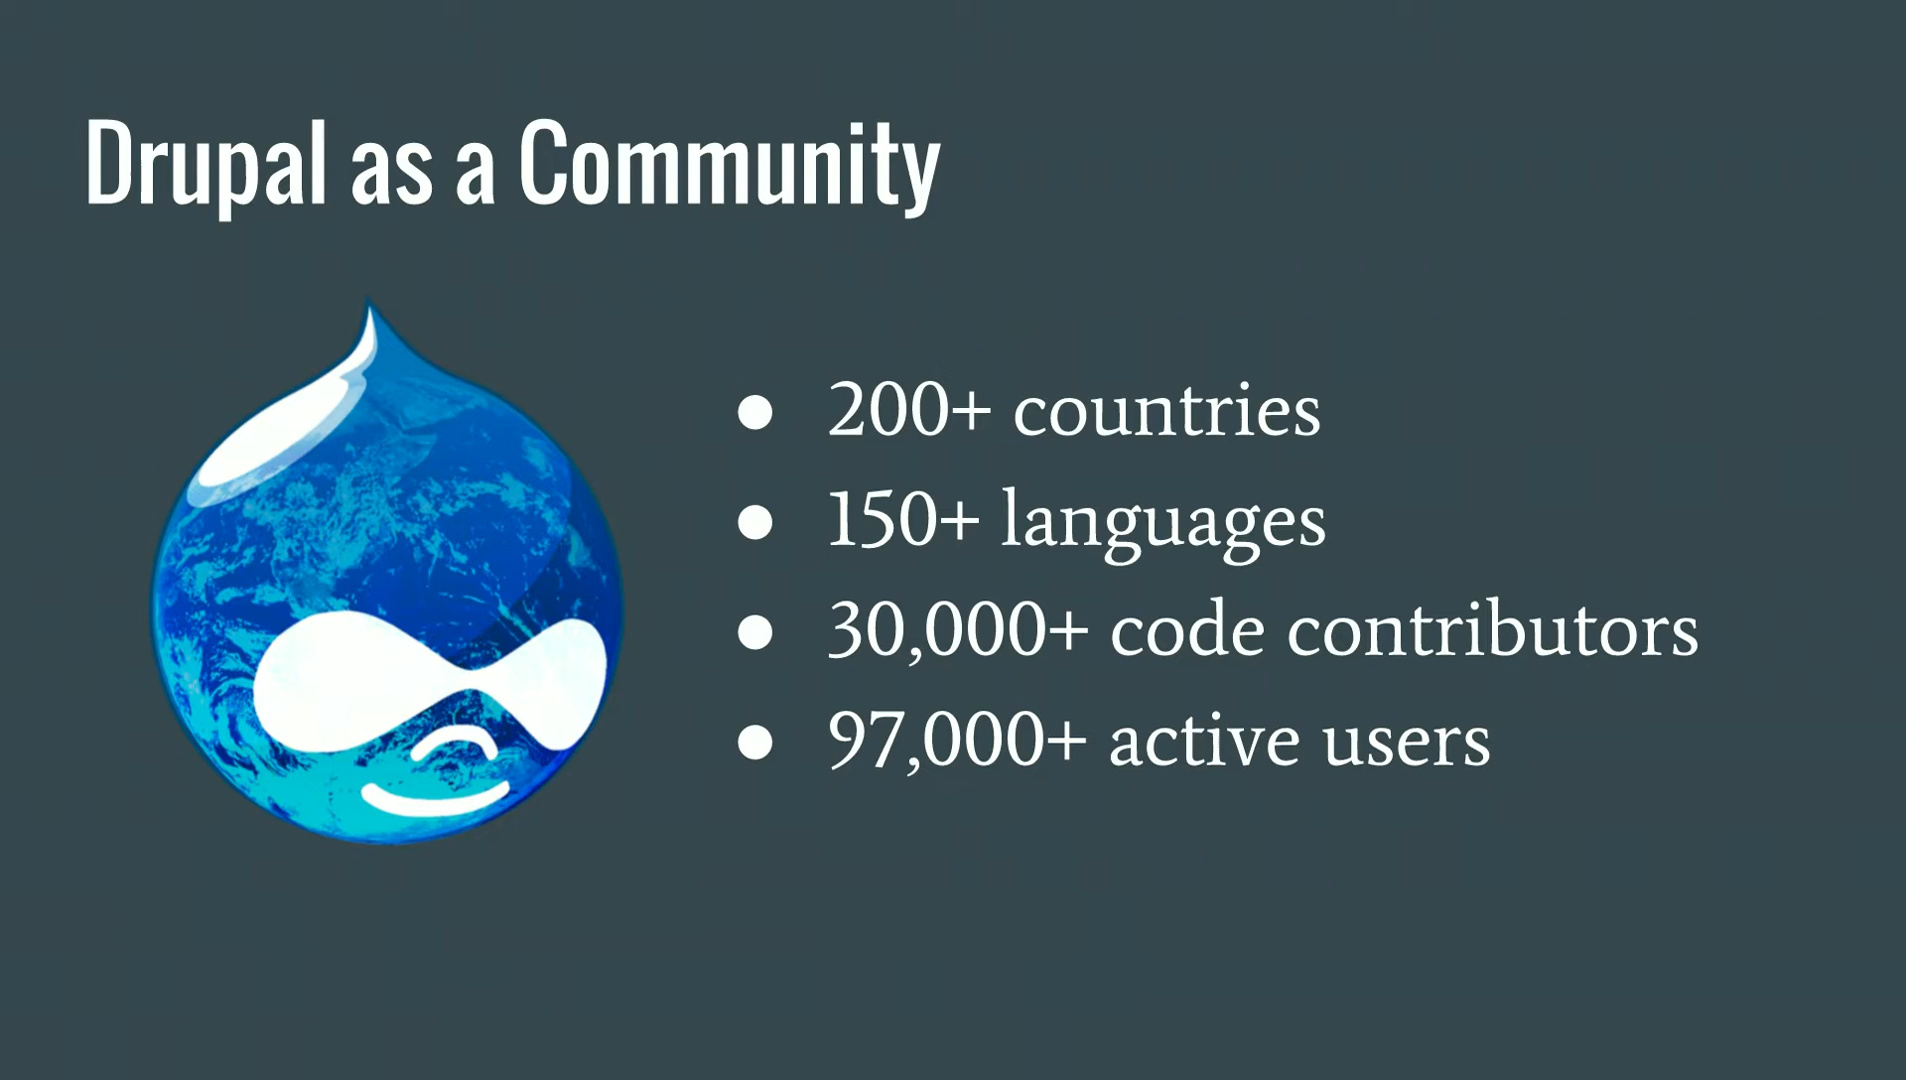 Drupal as a Community
● 200+ countries
● 150+ languages
● 30,000+ code contributors
● 97,000+ active users